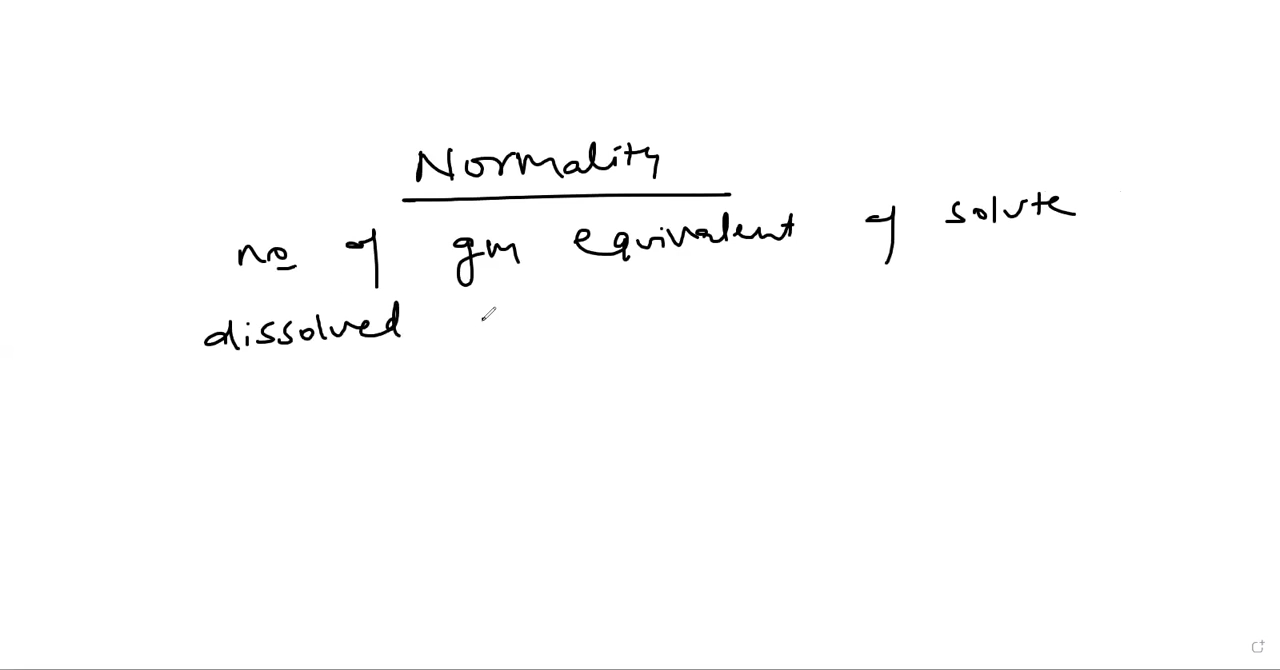 Normality
no of gm equivalent of solute
dissolved